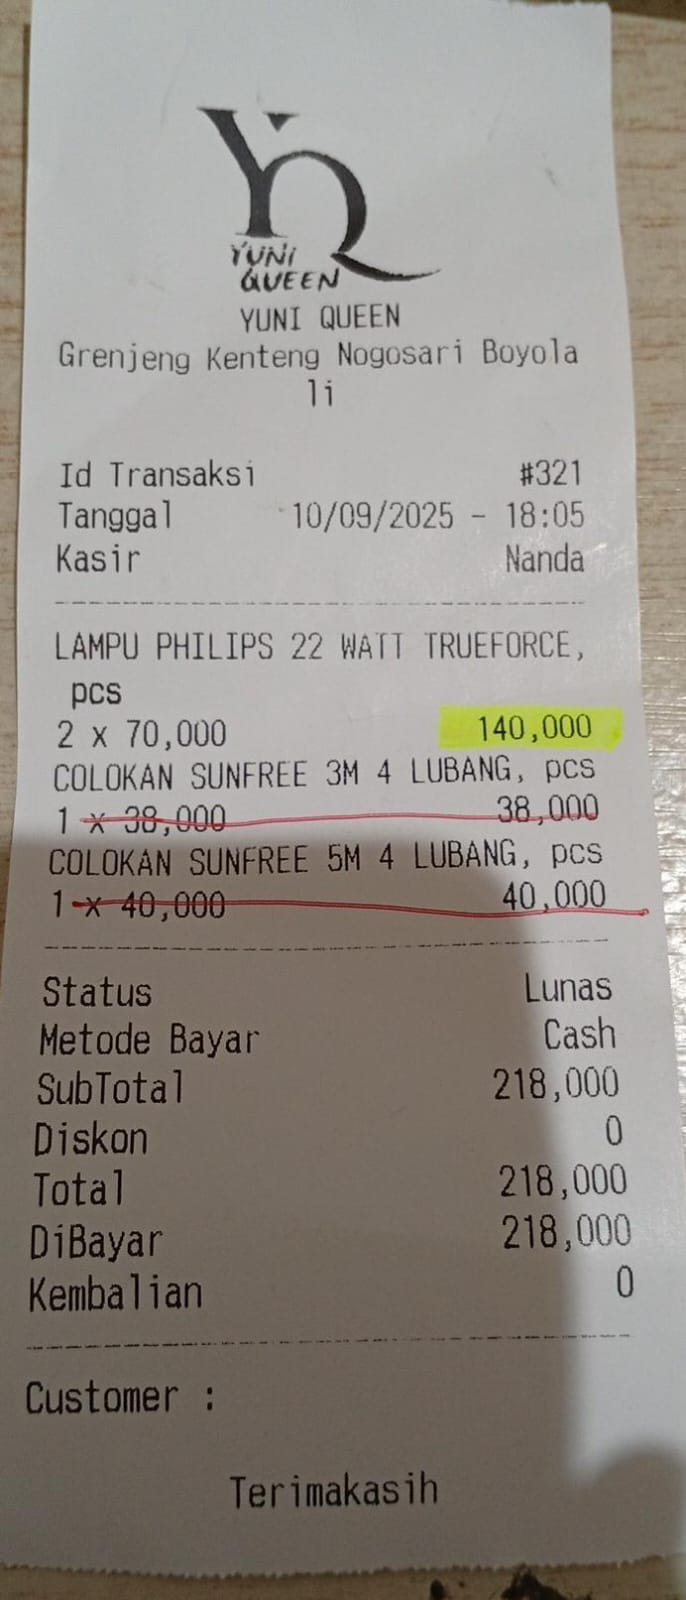 YUNI
QUEEN
YUNI QUEEN
Grenjeng Kenteng Nogosari Boyola
li
Id Transaksi #321
Tanggal 10/09/2025 - 18:05
Kasir Nanda
LAMPU PHILIPS 22 WATT TRUEFORCE,
pcs
2 x 70,000 140,000
COLOKAN SUNFREE 3M 4 LUBANG, pcs
1 x 38,000 38,000
COLOKAN SUNFREE 5M 4 LUBANG, pcs
1 x 40,000 40,000
Status Lunas
Metode Bayar Cash
SubTotal 218,000
Diskon 0
Total 218,000
DiBayar 218,000
Kembalian 0
Customer :
Terimakasih